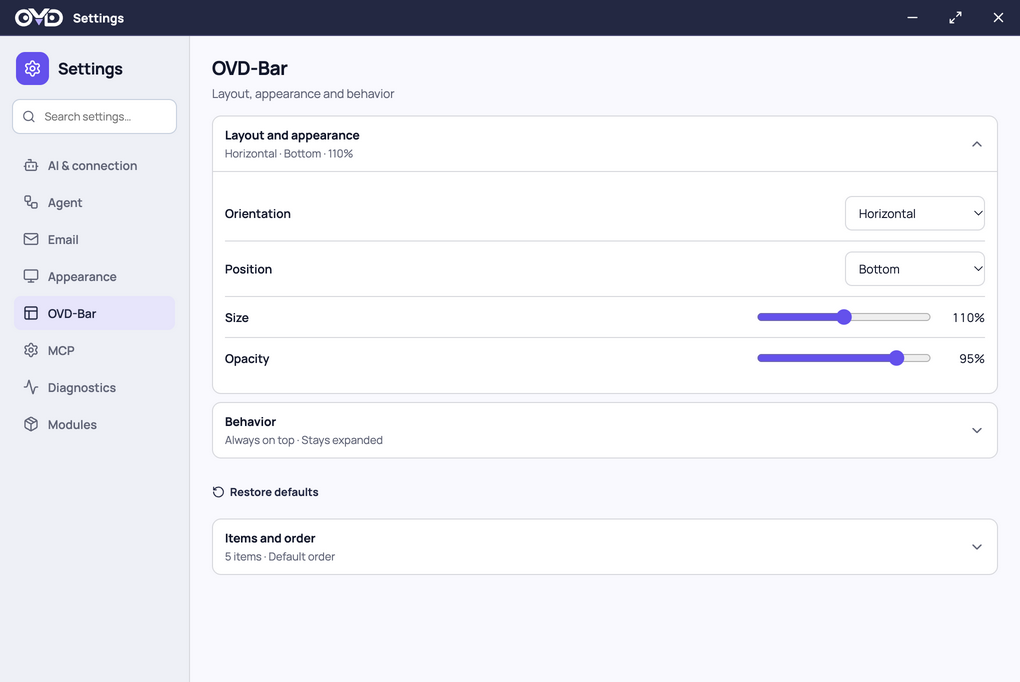 OVD Settings
Settings
Search settings...
AI & connection
Agent
Email
Appearance
OVD-Bar
MCP
Diagnostics
Modules
OVD-Bar
Layout, appearance and behavior
Layout and appearance
Horizontal · Bottom · 110%
Orientation
Horizontal
Position
Bottom
Size
110%
Opacity
95%
Behavior
Always on top · Stays expanded
Restore defaults
Items and order
5 items · Default order